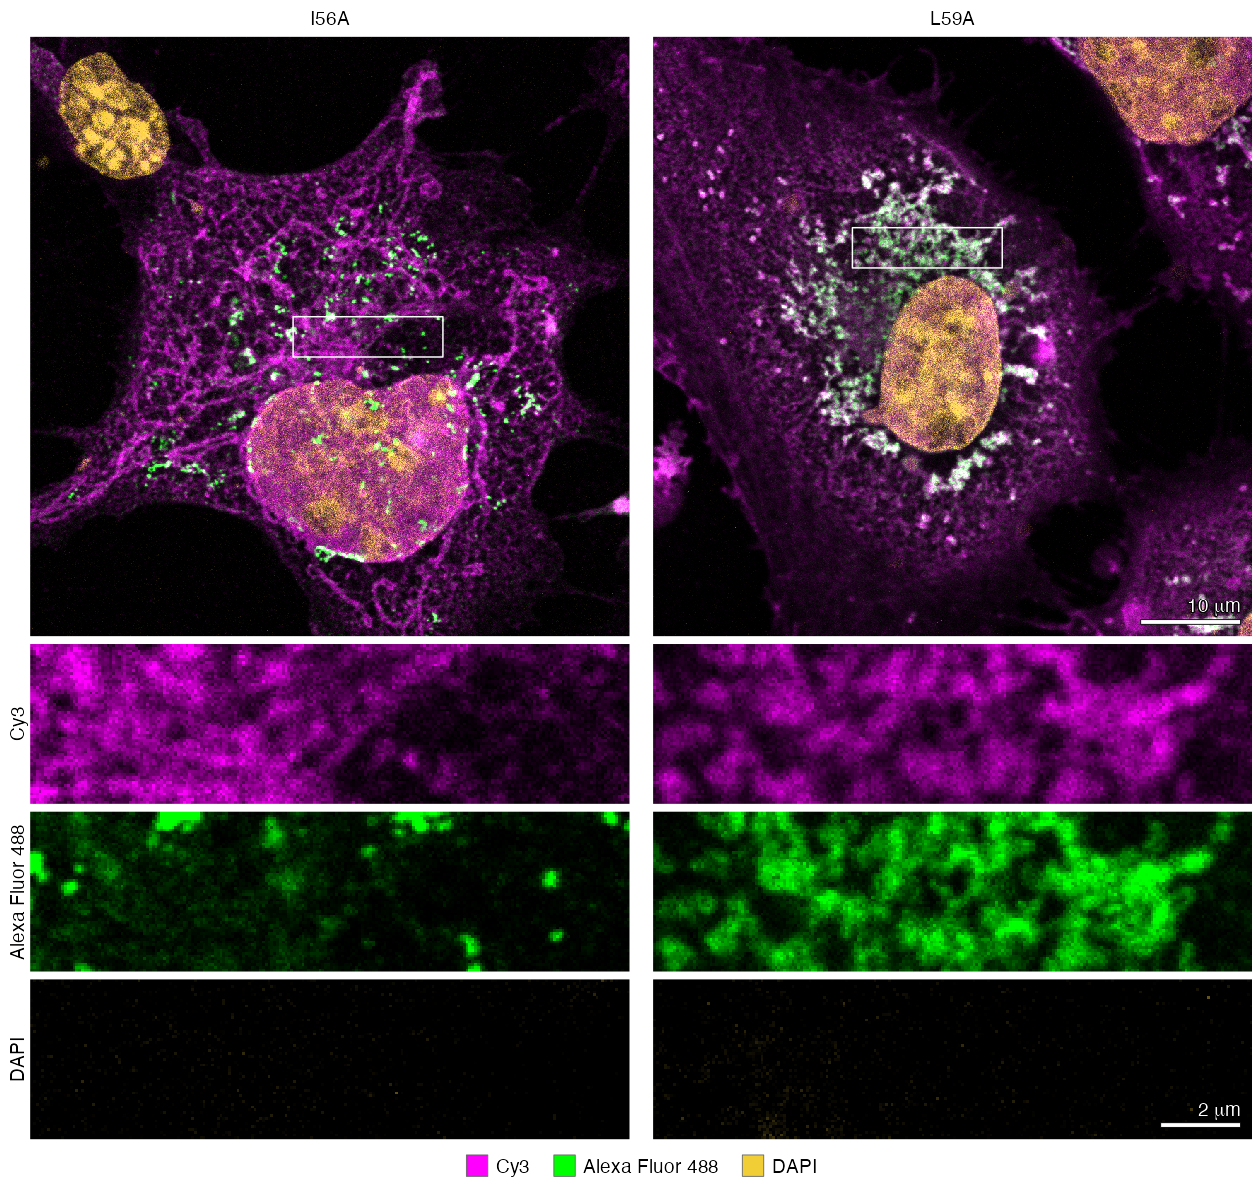 I56A
L59A
10 μm
Cy3
Alexa Fluor 488
DAPI
2 μm
Cy3
Alexa Fluor 488
DAPI